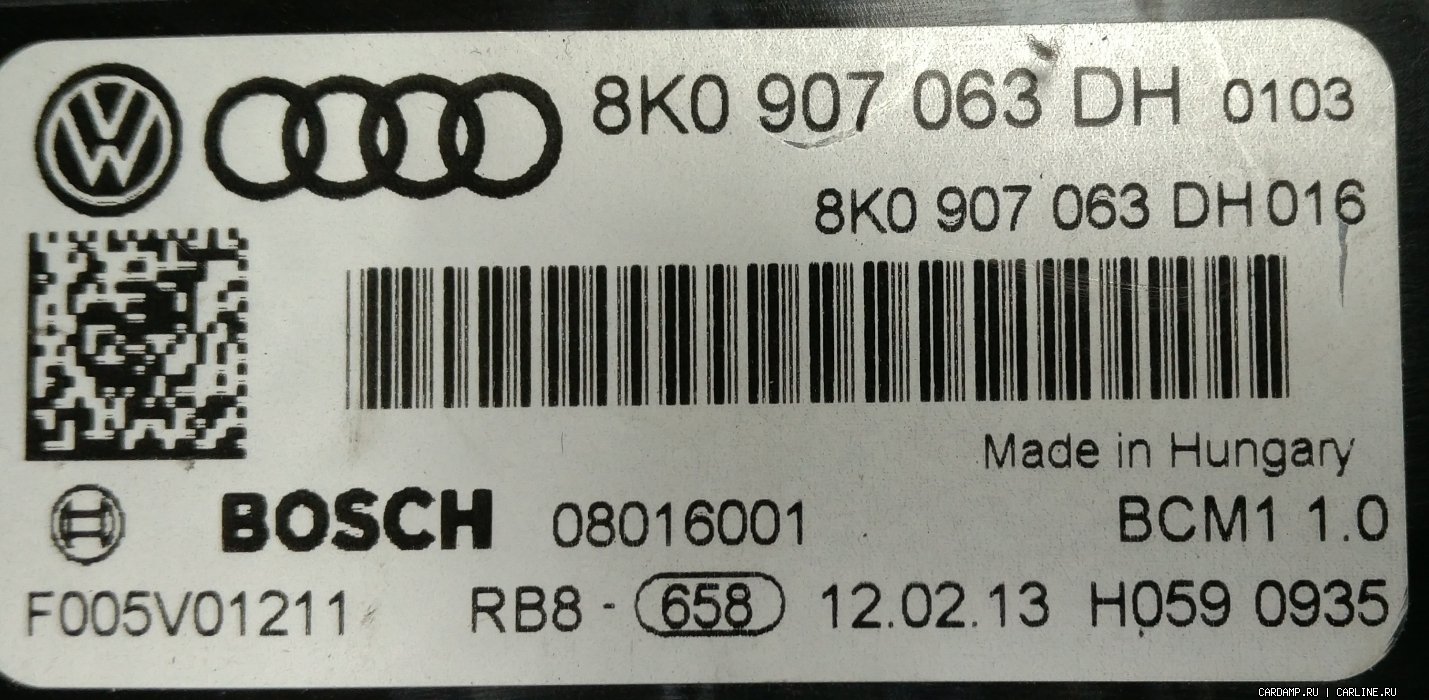 8K0 907 063 DH 0103
8K0 907 063 DH 016
Made in Hungary
BOSCH 08016001 BCM1 1.0
F005V01211 RB8 - 658 12.02.13 H059 0935
CARDAMP.RU | CARLINE.RU